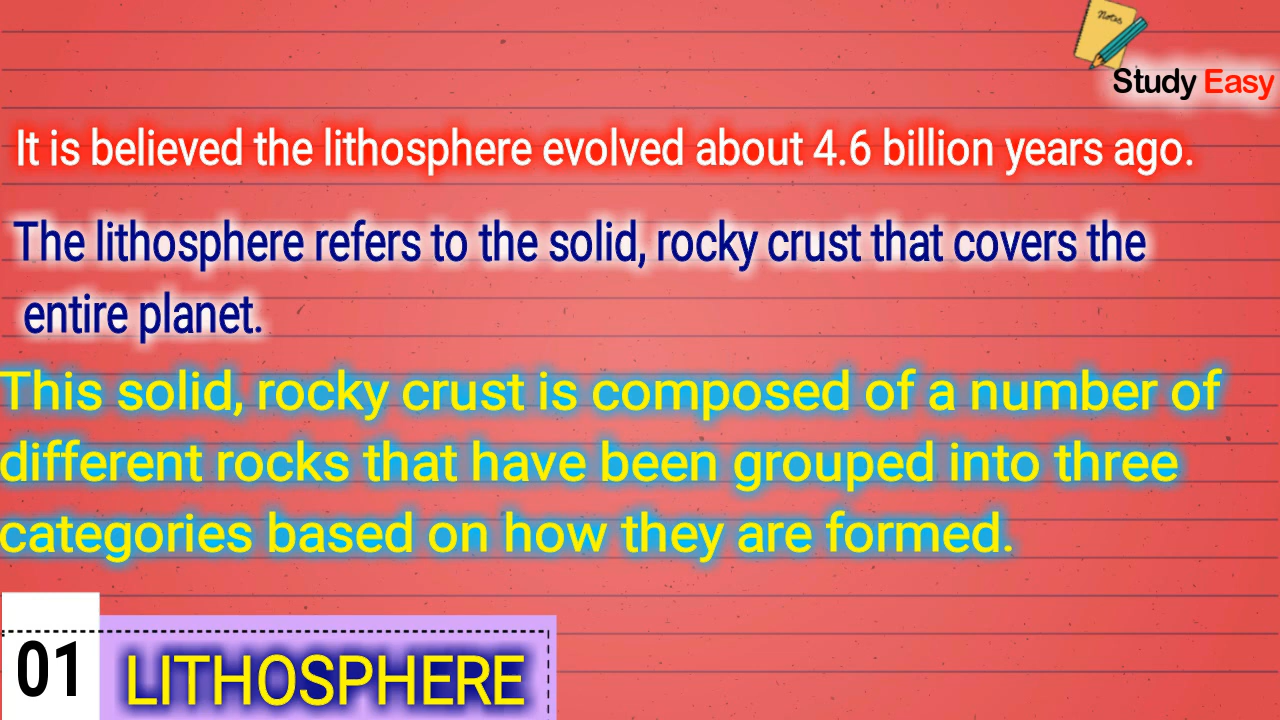 Notes
Study Easy
It is believed the lithosphere evolved about 4.6 billion years ago.
The lithosphere refers to the solid, rocky crust that covers the
entire planet.
This solid, rocky crust is composed of a number of
different rocks that have been grouped into three
categories based on how they are formed.
01 LITHOSPHERE